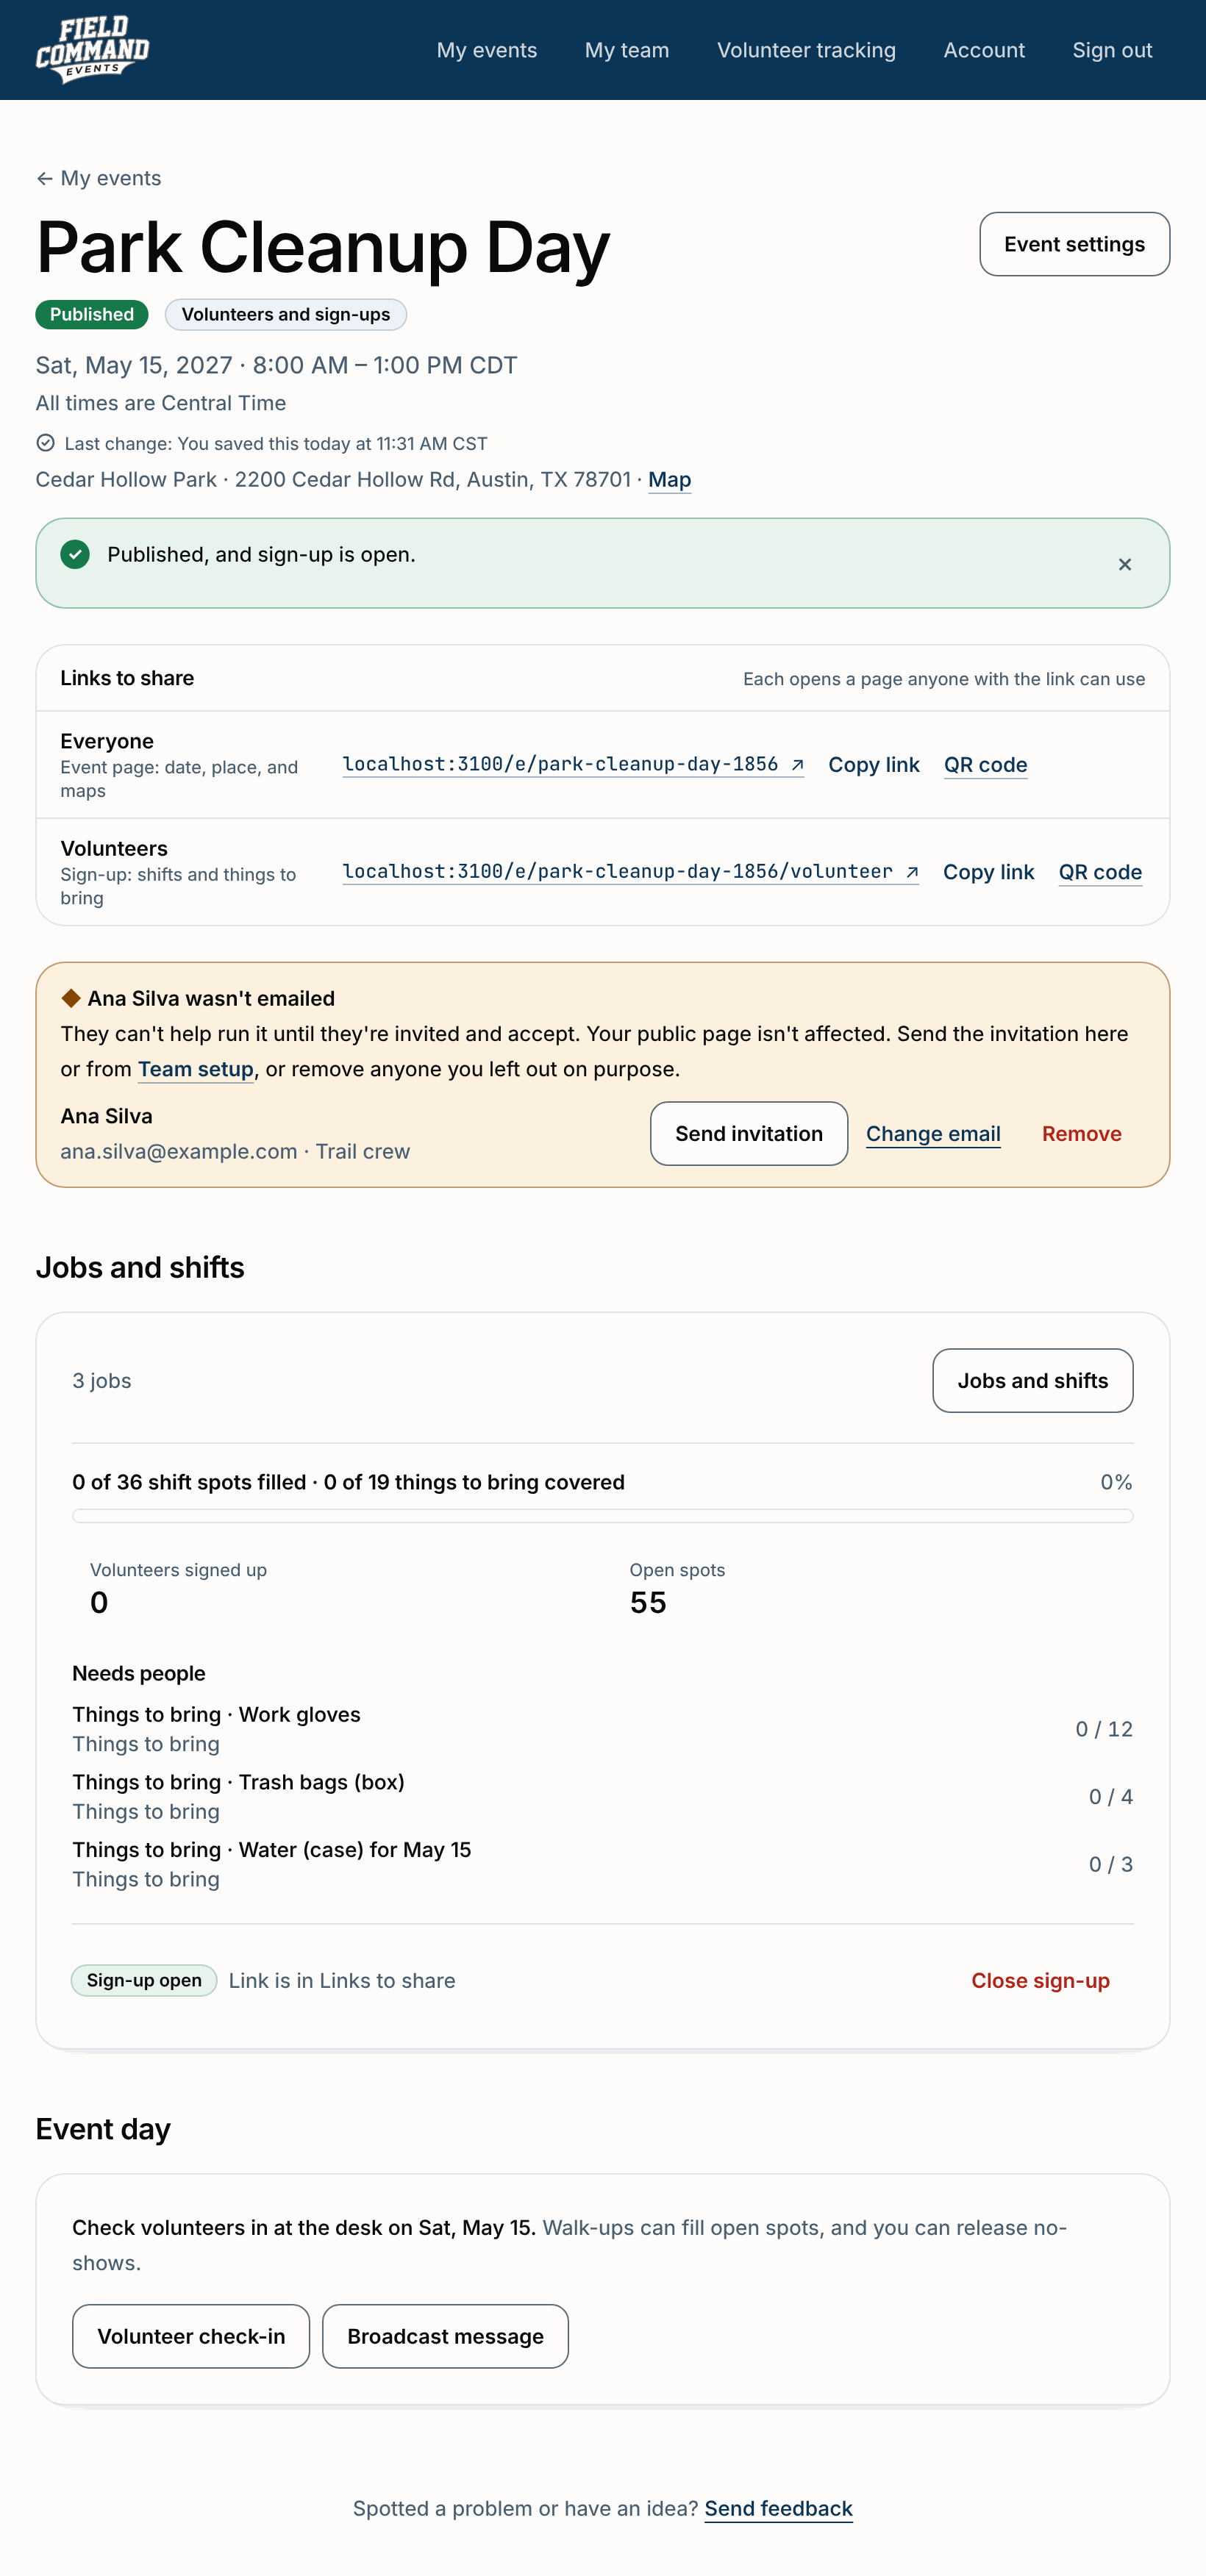 FIELD
COMMAND
EVENTS
My events
My team
Volunteer tracking
Account
Sign out
← My events
Park Cleanup Day
Event settings
Published
Volunteers and sign-ups
Sat, May 15, 2027 · 8:00 AM – 1:00 PM CDT
All times are Central Time
Last change: You saved this today at 11:31 AM CST
Cedar Hollow Park · 2200 Cedar Hollow Rd, Austin, TX 78701 · Map
Published, and sign-up is open.
×
Links to share
Each opens a page anyone with the link can use
Everyone
Event page: date, place, and
maps
localhost:3100/e/park-cleanup-day-1856 ↗
Copy link
QR code
Volunteers
Sign-up: shifts and things to
bring
localhost:3100/e/park-cleanup-day-1856/volunteer ↗
Copy link
QR code
◆ Ana Silva wasn't emailed
They can't help run it until they're invited and accept. Your public page isn't affected. Send the invitation here
or from Team setup, or remove anyone you left out on purpose.
Ana Silva
ana.silva@example.com · Trail crew
Send invitation
Change email
Remove
Jobs and shifts
3 jobs
Jobs and shifts
0 of 36 shift spots filled · 0 of 19 things to bring covered
0%
Volunteers signed up
0
Open spots
55
Needs people
Things to bring · Work gloves
Things to bring
0 / 12
Things to bring · Trash bags (box)
Things to bring
0 / 4
Things to bring · Water (case) for May 15
Things to bring
0 / 3
Sign-up open
Link is in Links to share
Close sign-up
Event day
Check volunteers in at the desk on Sat, May 15. Walk-ups can fill open spots, and you can release no-
shows.
Volunteer check-in
Broadcast message
Spotted a problem or have an idea? Send feedback